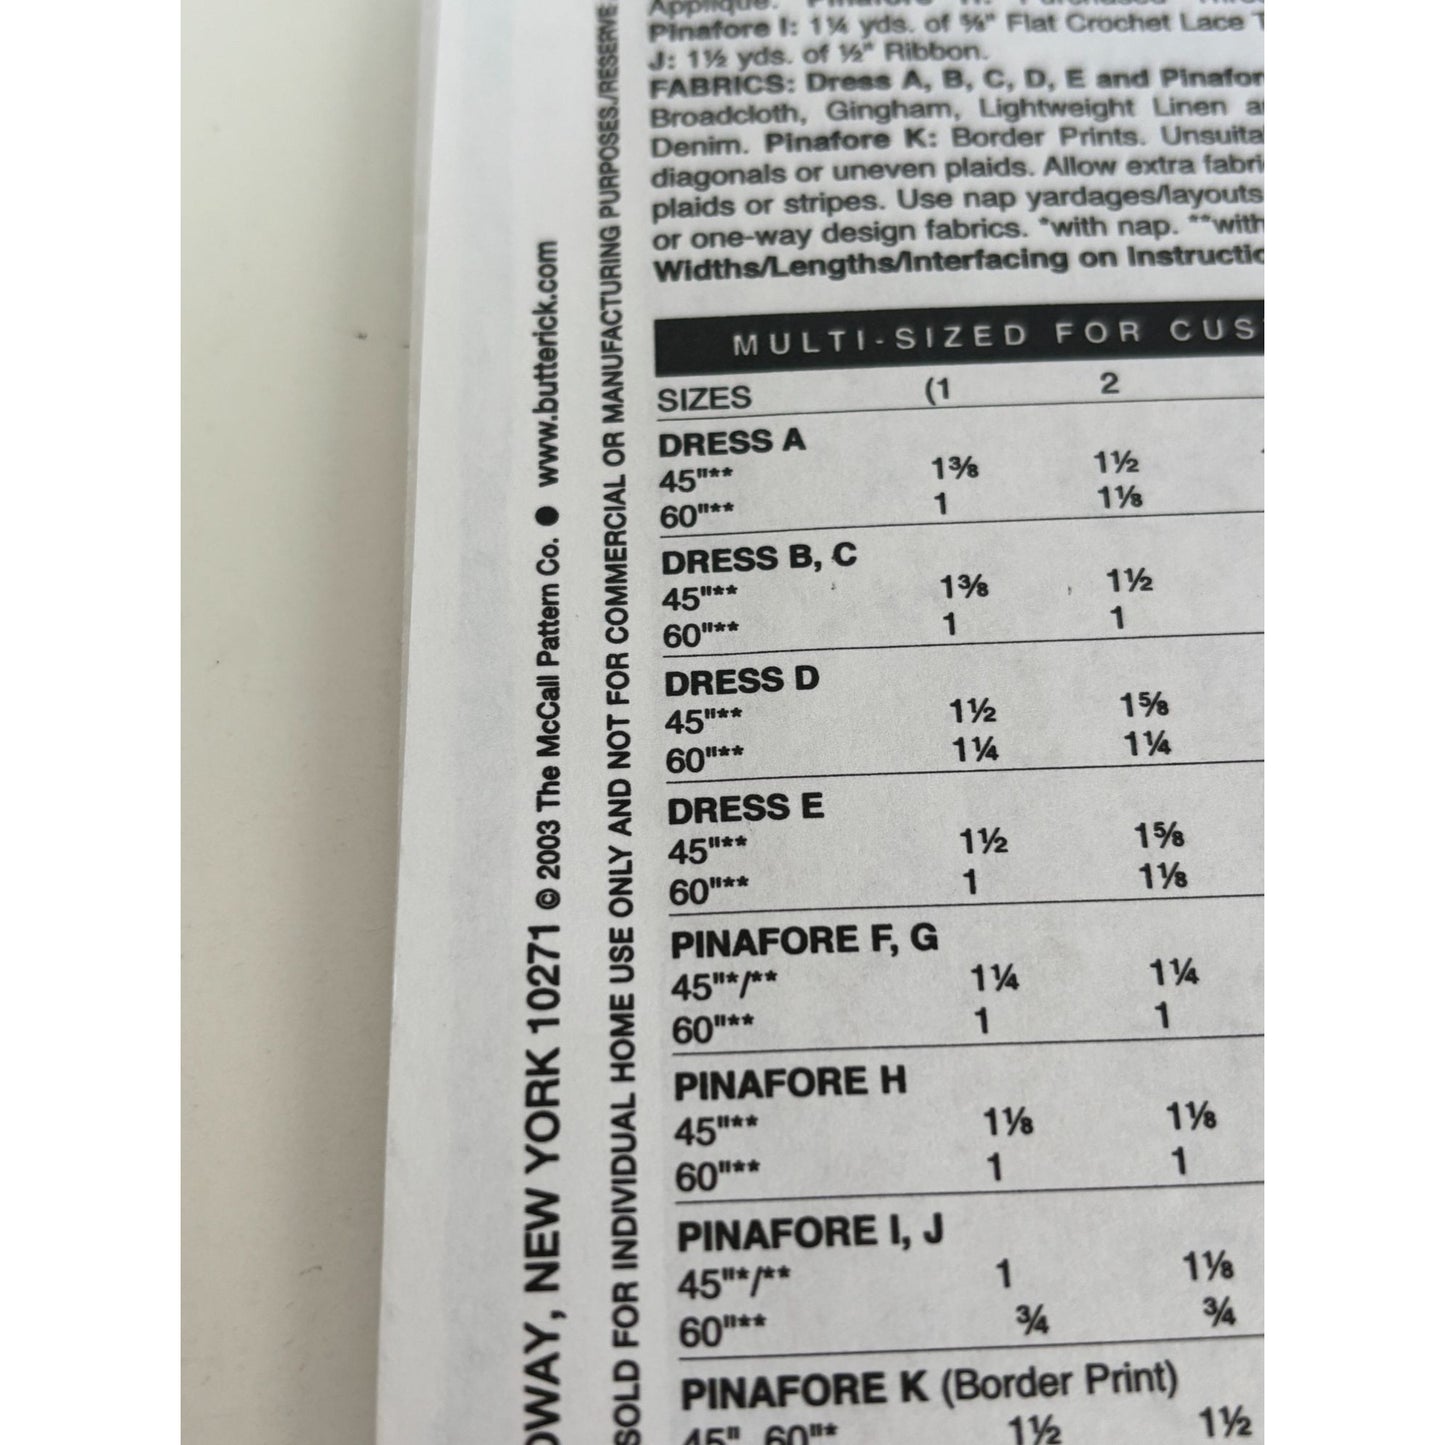 Pinafore I: 1¼ yds. of ⅝" Flat Crochet Lace
J: 1½ yds. of ½" Ribbon.
FABRICS: Dress A, B, C, D, E and Pinafor
Broadcloth, Gingham, Lightweight Linen a
Denim. Pinafore K: Border Prints. Unsuita
diagonals or uneven plaids. Allow extra fabri
plaids or stripes. Use nap yardages/layouts
or one-way design fabrics. *with nap. **with
Widths/Lengths/Interfacing on Instructio
MULTI-SIZED FOR CUS
SIZES (1 2
DRESS A
45"** 1⅜ 1½
60"** 1 1⅛
DRESS B, C
45"** 1⅜ 1½
60"** 1 1
DRESS D
45"** 1½ 1⅝
60"** 1¼ 1¼
DRESS E
45"** 1½ 1⅝
60"** 1 1⅛
PINAFORE F, G
45"*/** 1¼ 1¼
60"** 1 1
PINAFORE H
45"** 1⅛ 1⅛
60"** 1 1
PINAFORE I, J
45"*/** 1 1⅛
60"** ¾ ¾
PINAFORE K (Border Print)
45", 60"* 1½ 1½
DWAY, NEW YORK 10271 © 2003 The McCall Pattern Co. ● www.butterick.com
SOLD FOR INDIVIDUAL HOME USE ONLY AND NOT FOR COMMERCIAL OR MANUFACTURING PURPOSES./RESERVE